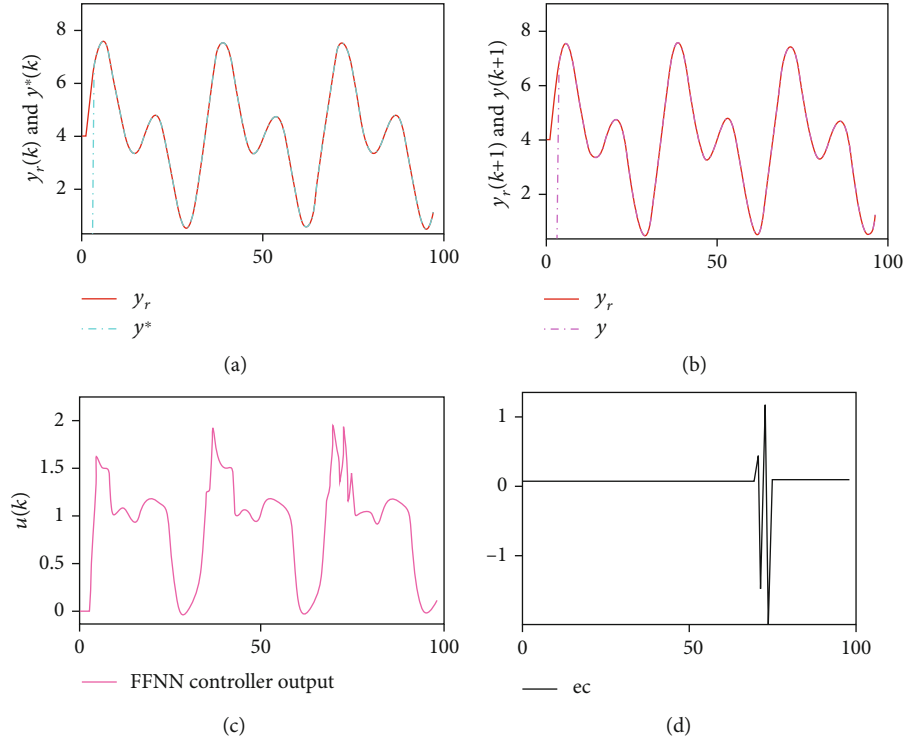 8
6
4
2
0
50
100
y_r(k) and y*(k)
y_r
y*
(a)
8
6
4
2
0
50
100
y_r(k+1) and y(k+1)
y_r
y
(b)
2
1.5
1
0.5
0
0
50
100
u(k)
FFNN controller output
(c)
1
0
−1
0
50
100
ec
(d)